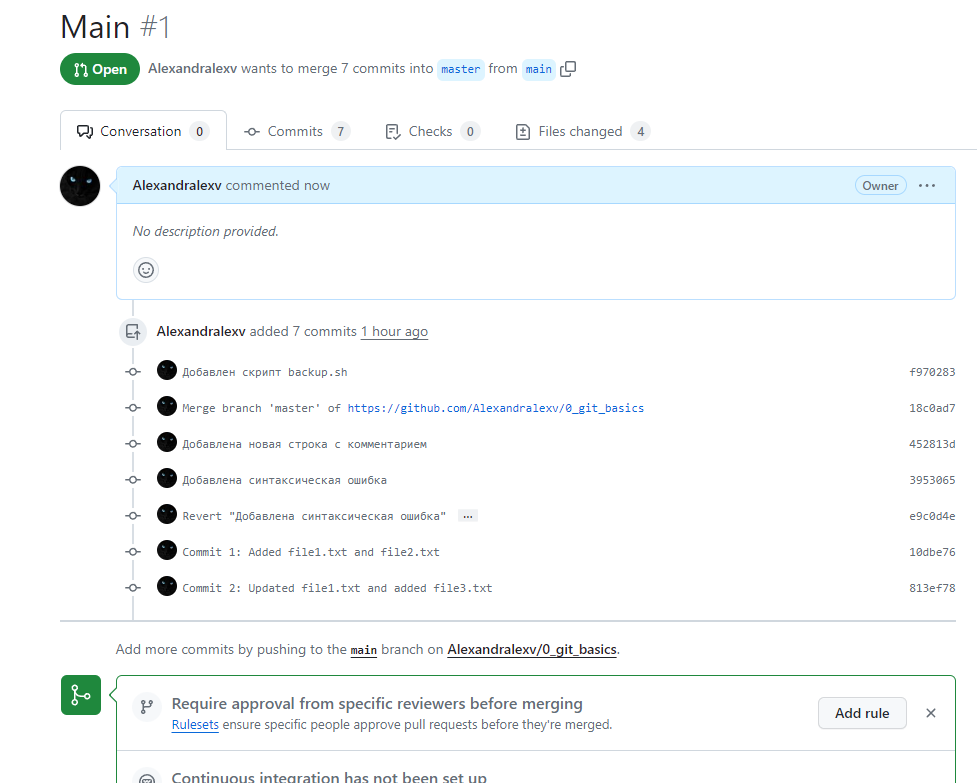 Main #1
Open Alexandralexv wants to merge 7 commits into master from main
Conversation 0 Commits 7 Checks 0 Files changed 4
Alexandralexv commented now Owner ...
No description provided.
Alexandralexv added 7 commits 1 hour ago
Добавлен скрипт backup.sh f970283
Merge branch 'master' of https://github.com/Alexandralexv/0_git_basics 18c0ad7
Добавлена новая строка с комментарием 452813d
Добавлена синтаксическая ошибка 3953065
Revert "Добавлена синтаксическая ошибка" ... e9c0d4e
Commit 1: Added file1.txt and file2.txt 10dbe76
Commit 2: Updated file1.txt and added file3.txt 813ef78
Add more commits by pushing to the main branch on Alexandralexv/0_git_basics.
Require approval from specific reviewers before merging
Rulesets ensure specific people approve pull requests before they're merged.
Add rule
Continuous integration has not been set up